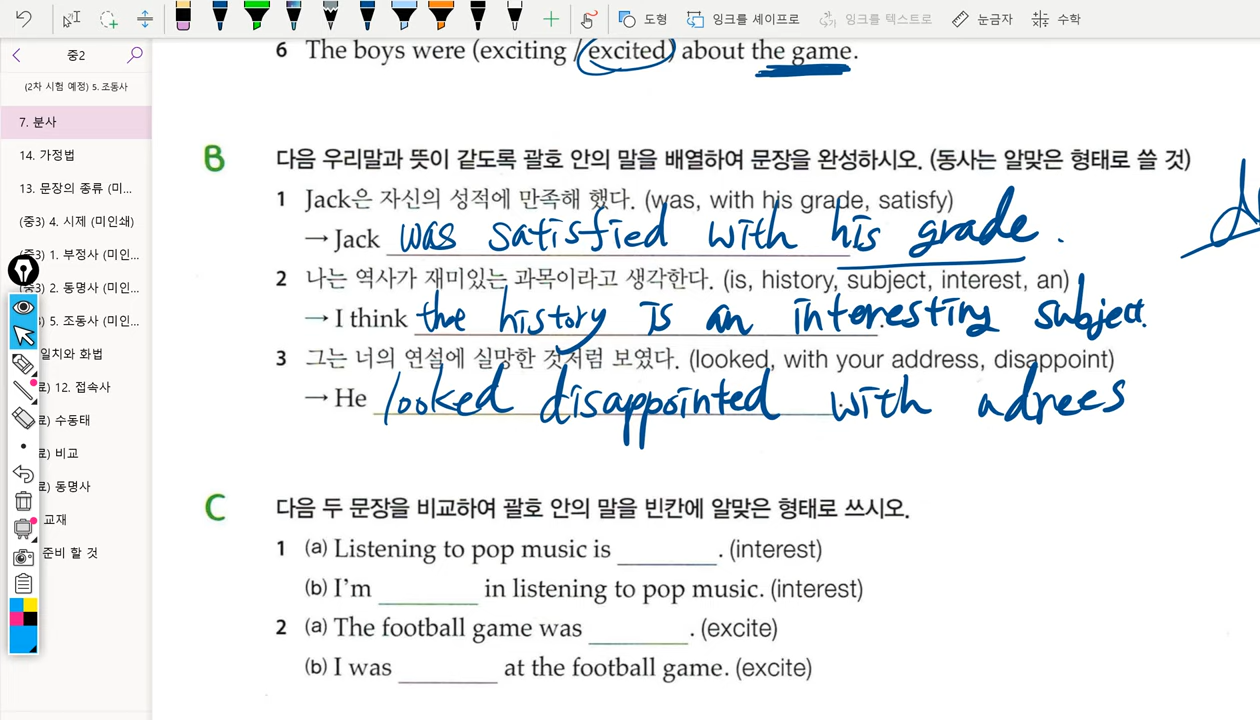 도형 잉크를 셰이프로 잉크를 텍스트로 눈금자 수학
중2
(2차 시험 예정) 5. 조동사
7. 분사
14. 가정법
13. 문장의 종류 (미...
(중3) 4. 시제 (미인쇄)
(중3) 1. 부정사 (미인...
3) 2. 동명사 (미인...
3) 5. 조동사 (미인...
일치와 화법
료) 12. 접속사
료) 수동태
료) 비교
료) 동명사
교재
준비 할 것
6 The boys were (exciting / excited) about the game.
B 다음 우리말과 뜻이 같도록 괄호 안의 말을 배열하여 문장을 완성하시오. (동사는 알맞은 형태로 쓸 것)
1 Jack은 자신의 성적에 만족해 했다. (was, with his grade, satisfy)
→ Jack was satisfied with his grade.
2 나는 역사가 재미있는 과목이라고 생각한다. (is, history, subject, interest, an)
→ I think the history is an interesting subject.
3 그는 너의 연설에 실망한 것처럼 보였다. (looked, with your address, disappoint)
→ He looked disappointed with adrees
C 다음 두 문장을 비교하여 괄호 안의 말을 빈칸에 알맞은 형태로 쓰시오.
1 (a) Listening to pop music is ________ . (interest)
(b) I'm ________ in listening to pop music. (interest)
2 (a) The football game was ________ . (excite)
(b) I was ________ at the football game. (excite)